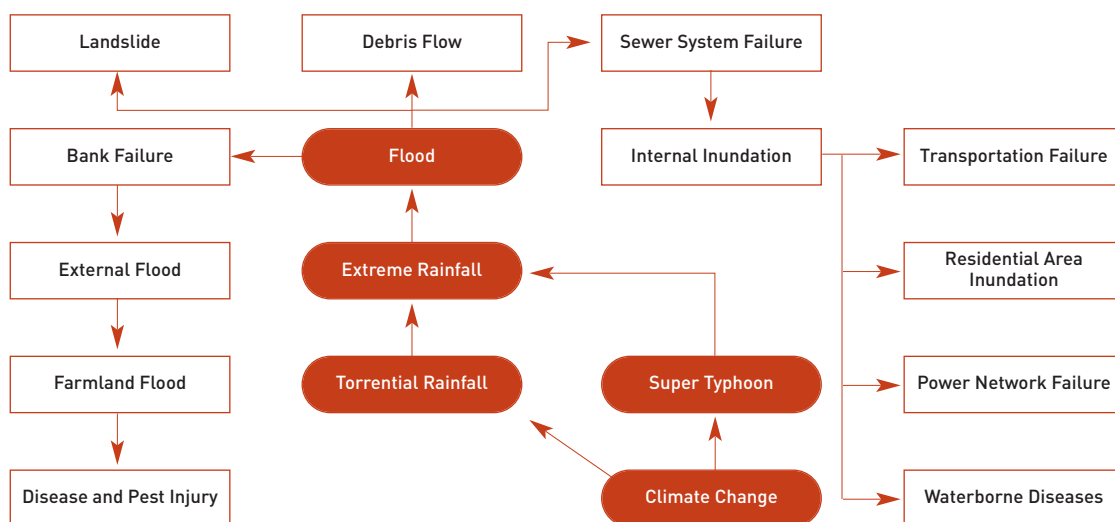 Landslide
Debris Flow
Sewer System Failure
Bank Failure
Flood
Internal Inundation
Transportation Failure
External Flood
Extreme Rainfall
Residential Area
Inundation
Farmland Flood
Torrential Rainfall
Super Typhoon
Power Network Failure
Disease and Pest Injury
Climate Change
Waterborne Diseases